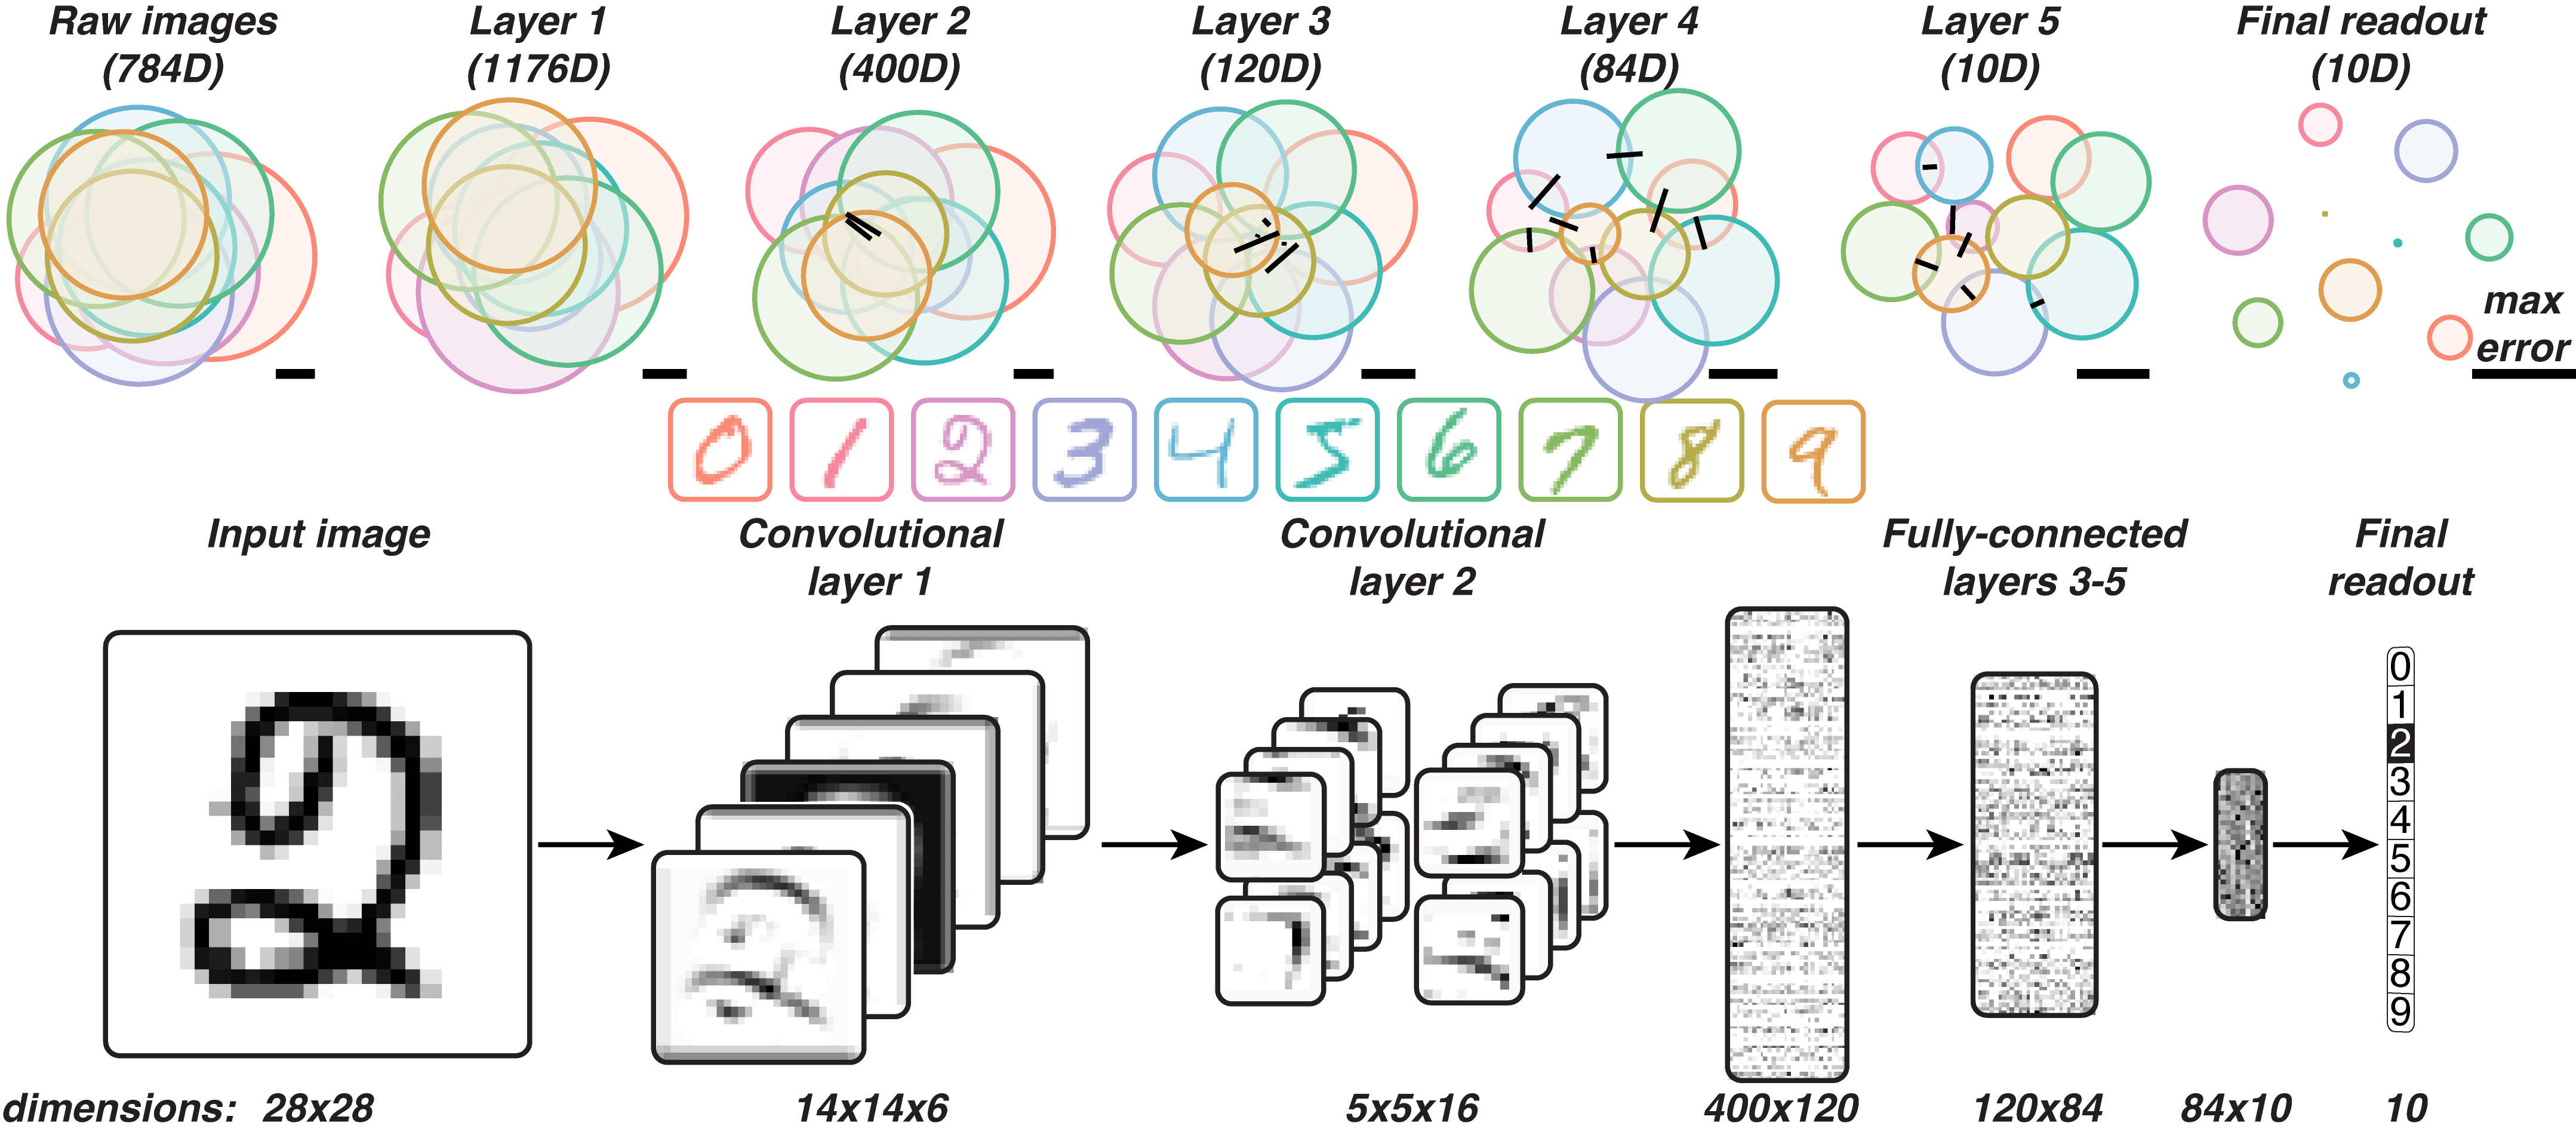 Raw images
(784D)
Layer 1
(1176D)
Layer 2
(400D)
Layer 3
(120D)
Layer 4
(84D)
Layer 5
(10D)
Final readout
(10D)
max
error
0 1 2 3 4 5 6 7 8 9
Input image
Convolutional
layer 1
Convolutional
layer 2
Fully-connected
layers 3-5
Final
readout
0
1
2
3
4
5
6
7
8
9
dimensions: 28x28 14x14x6 5x5x16 400x120 120x84 84x10 10